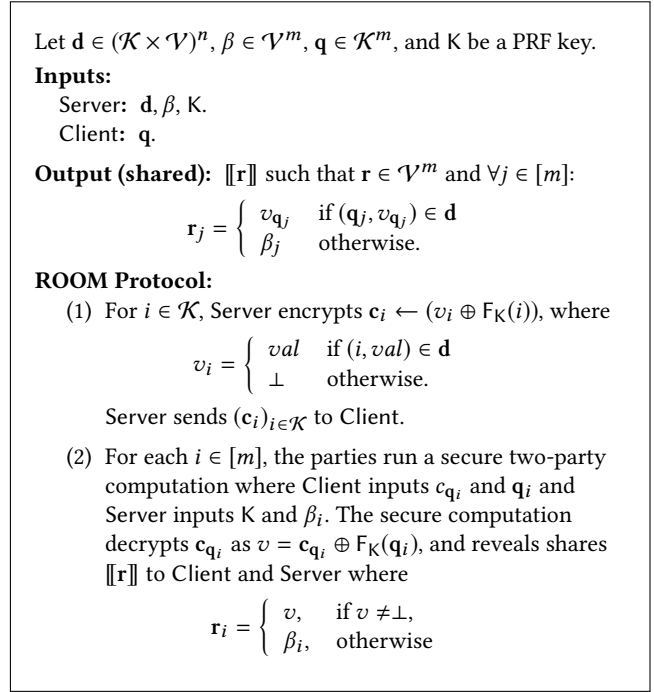 Let d ∈ (𝒦 × 𝒱)ⁿ, β ∈ 𝒱ᵐ, q ∈ 𝒦ᵐ, and K be a PRF key.
Inputs:
Server: d, β, K.
Client: q.
Output (shared): ⟦r⟧ such that r ∈ 𝒱ᵐ and ∀j ∈ [m]:
r_j = { v_{q_j} if (q_j, v_{q_j}) ∈ d
β_j otherwise.
ROOM Protocol:
(1) For i ∈ 𝒦, Server encrypts c_i ← (v_i ⊕ F_K(i)), where
v_i = { val if (i, val) ∈ d
⊥ otherwise.
Server sends (c_i)_{i∈𝒦} to Client.
(2) For each i ∈ [m], the parties run a secure two-party
computation where Client inputs c_{q_i} and q_i and
Server inputs K and β_i. The secure computation
decrypts c_{q_i} as v = c_{q_i} ⊕ F_K(q_i), and reveals shares
⟦r⟧ to Client and Server where
r_i = { v, if v ≠⊥,
β_i, otherwise